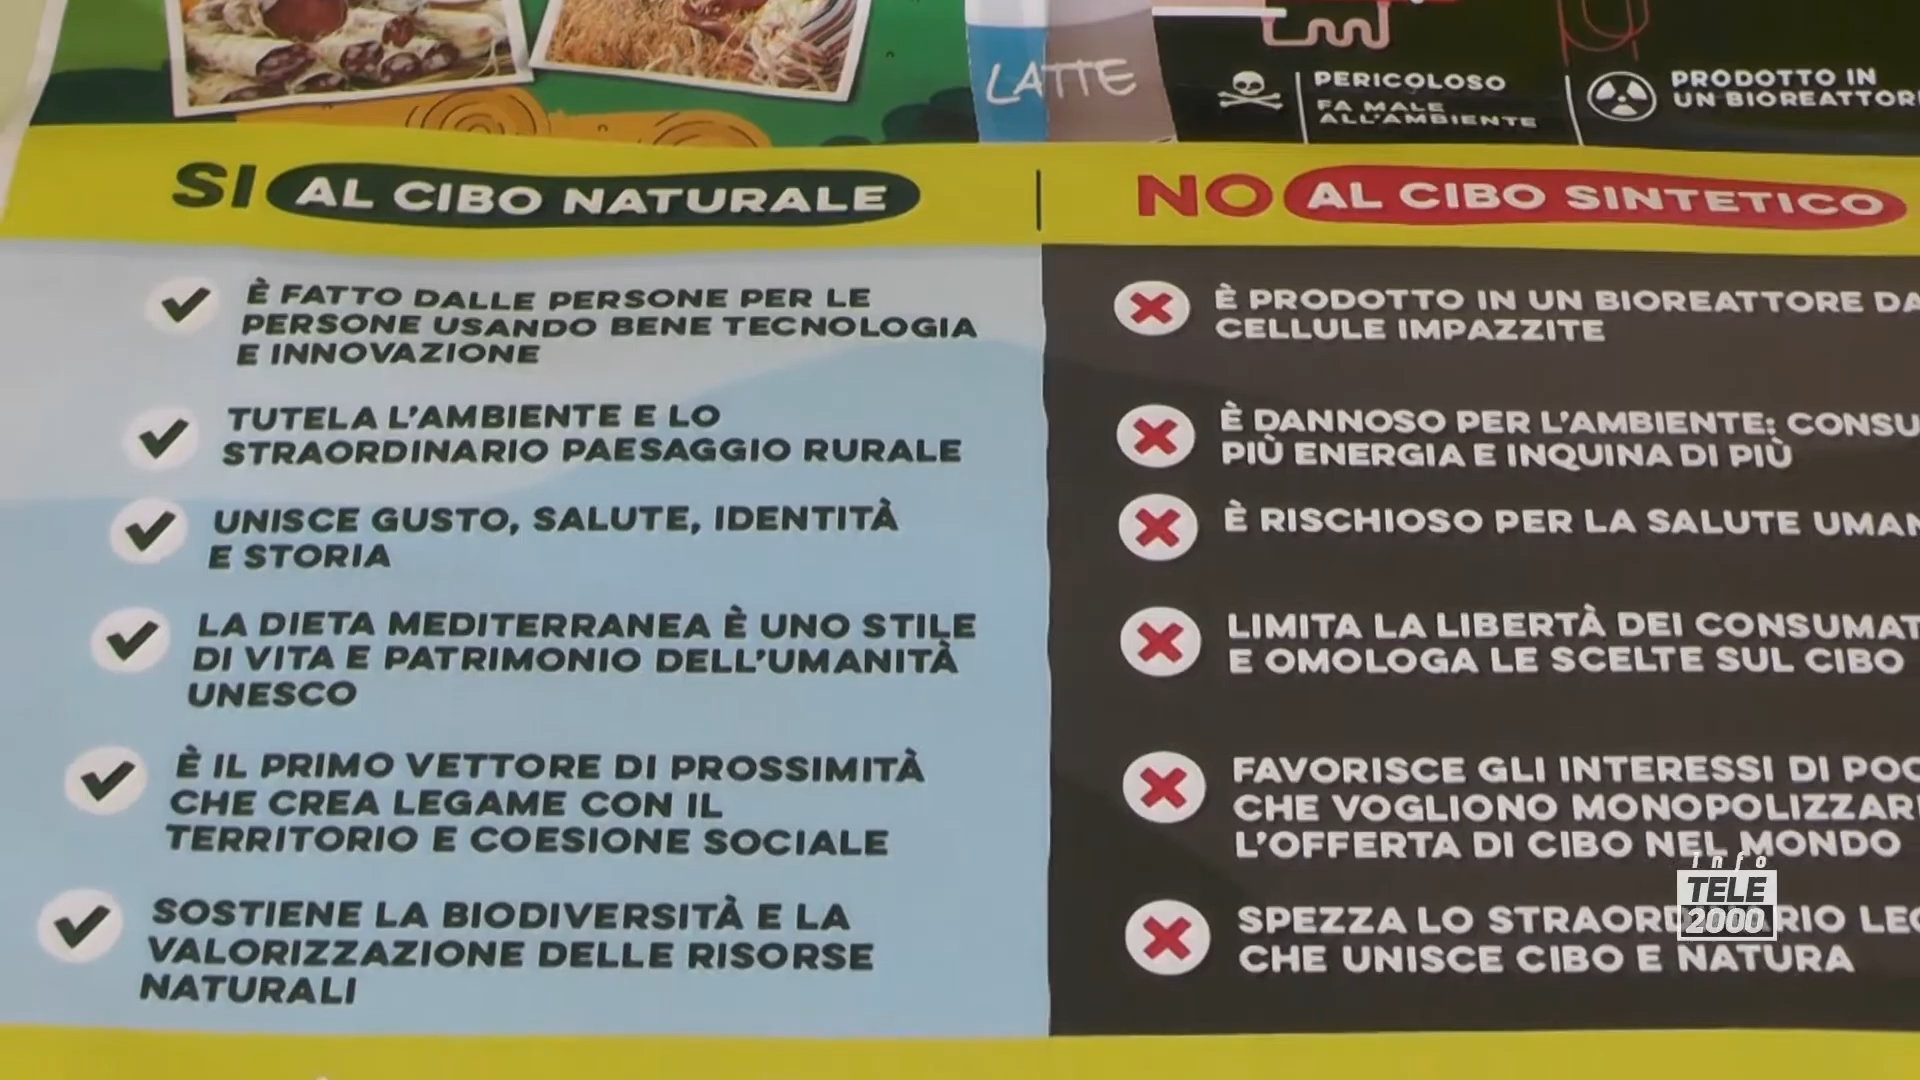 LATTE
PERICOLOSO
FA MALE
ALL'AMBIENTE
PRODOTTO IN
UN BIOREATTORE
SI AL CIBO NATURALE
È FATTO DALLE PERSONE PER LE
PERSONE USANDO BENE TECNOLOGIA
E INNOVAZIONE
TUTELA L'AMBIENTE E LO
STRAORDINARIO PAESAGGIO RURALE
UNISCE GUSTO, SALUTE, IDENTITÀ
E STORIA
LA DIETA MEDITERRANEA È UNO STILE
DI VITA E PATRIMONIO DELL'UMANITÀ
UNESCO
È IL PRIMO VETTORE DI PROSSIMITÀ
CHE CREA LEGAME CON IL
TERRITORIO E COESIONE SOCIALE
SOSTIENE LA BIODIVERSITÀ E LA
VALORIZZAZIONE DELLE RISORSE
NATURALI
NO AL CIBO SINTETICO
È PRODOTTO IN UN BIOREATTORE DA
CELLULE IMPAZZITE
È DANNOSO PER L'AMBIENTE: CONSU
PIÙ ENERGIA E INQUINA DI PIÙ
È RISCHIOSO PER LA SALUTE UMAN
LIMITA LA LIBERTÀ DEI CONSUMAT
E OMOLOGA LE SCELTE SUL CIBO
FAVORISCE GLI INTERESSI DI POC
CHE VOGLIONO MONOPOLIZZAR
L'OFFERTA DI CIBO NEL MONDO
SPEZZA LO STRAORDINARIO LEG
CHE UNISCE CIBO E NATURA
info
TELE
2000